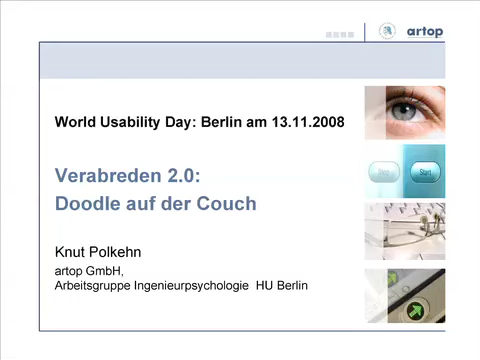 artop
World Usability Day: Berlin am 13.11.2008
Verabreden 2.0:
Doodle auf der Couch
Stop Start
Knut Polkehn
artop GmbH,
Arbeitsgruppe Ingenieurpsychologie HU Berlin